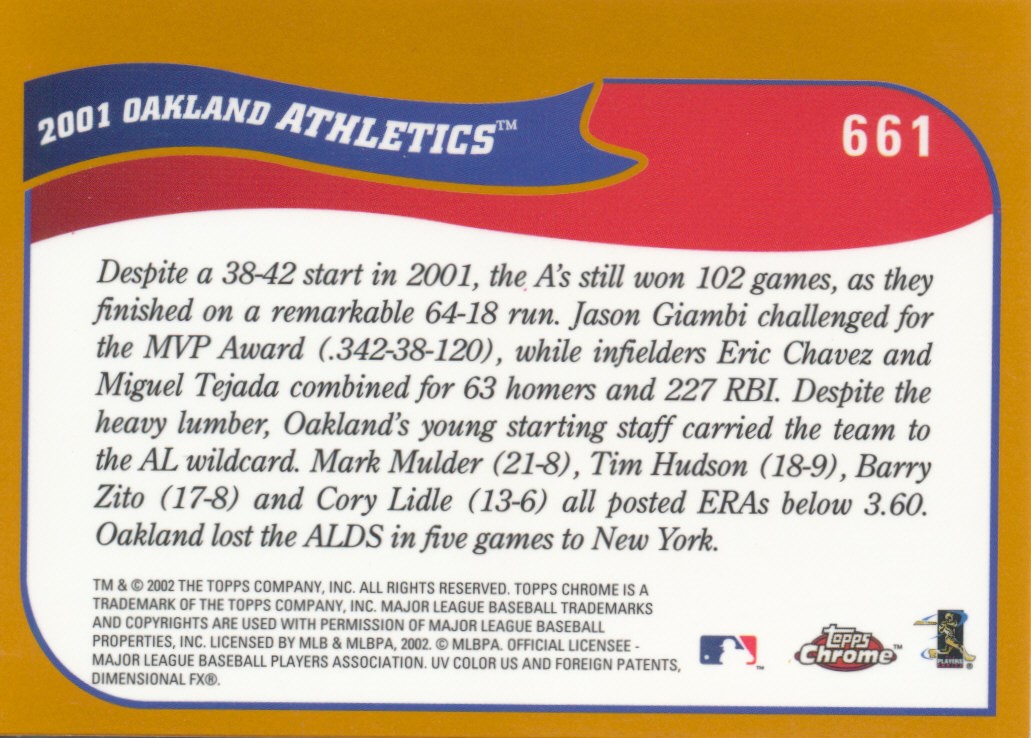 2001 OAKLAND ATHLETICS™
661
Despite a 38-42 start in 2001, the A's still won 102 games, as they
finished on a remarkable 64-18 run. Jason Giambi challenged for
the MVP Award (.342-38-120), while infielders Eric Chavez and
Miguel Tejada combined for 63 homers and 227 RBI. Despite the
heavy lumber, Oakland's young starting staff carried the team to
the AL wildcard. Mark Mulder (21-8), Tim Hudson (18-9), Barry
Zito (17-8) and Cory Lidle (13-6) all posted ERAs below 3.60.
Oakland lost the ALDS in five games to New York.
TM & © 2002 THE TOPPS COMPANY, INC. ALL RIGHTS RESERVED. TOPPS CHROME IS A
TRADEMARK OF THE TOPPS COMPANY, INC. MAJOR LEAGUE BASEBALL TRADEMARKS
AND COPYRIGHTS ARE USED WITH PERMISSION OF MAJOR LEAGUE BASEBALL
PROPERTIES, INC. LICENSED BY MLB & MLBPA, 2002. © MLBPA. OFFICIAL LICENSEE -
MAJOR LEAGUE BASEBALL PLAYERS ASSOCIATION. UV COLOR US AND FOREIGN PATENTS,
DIMENSIONAL FX®.
™
Topps
Chrome™
PLAYERS
®